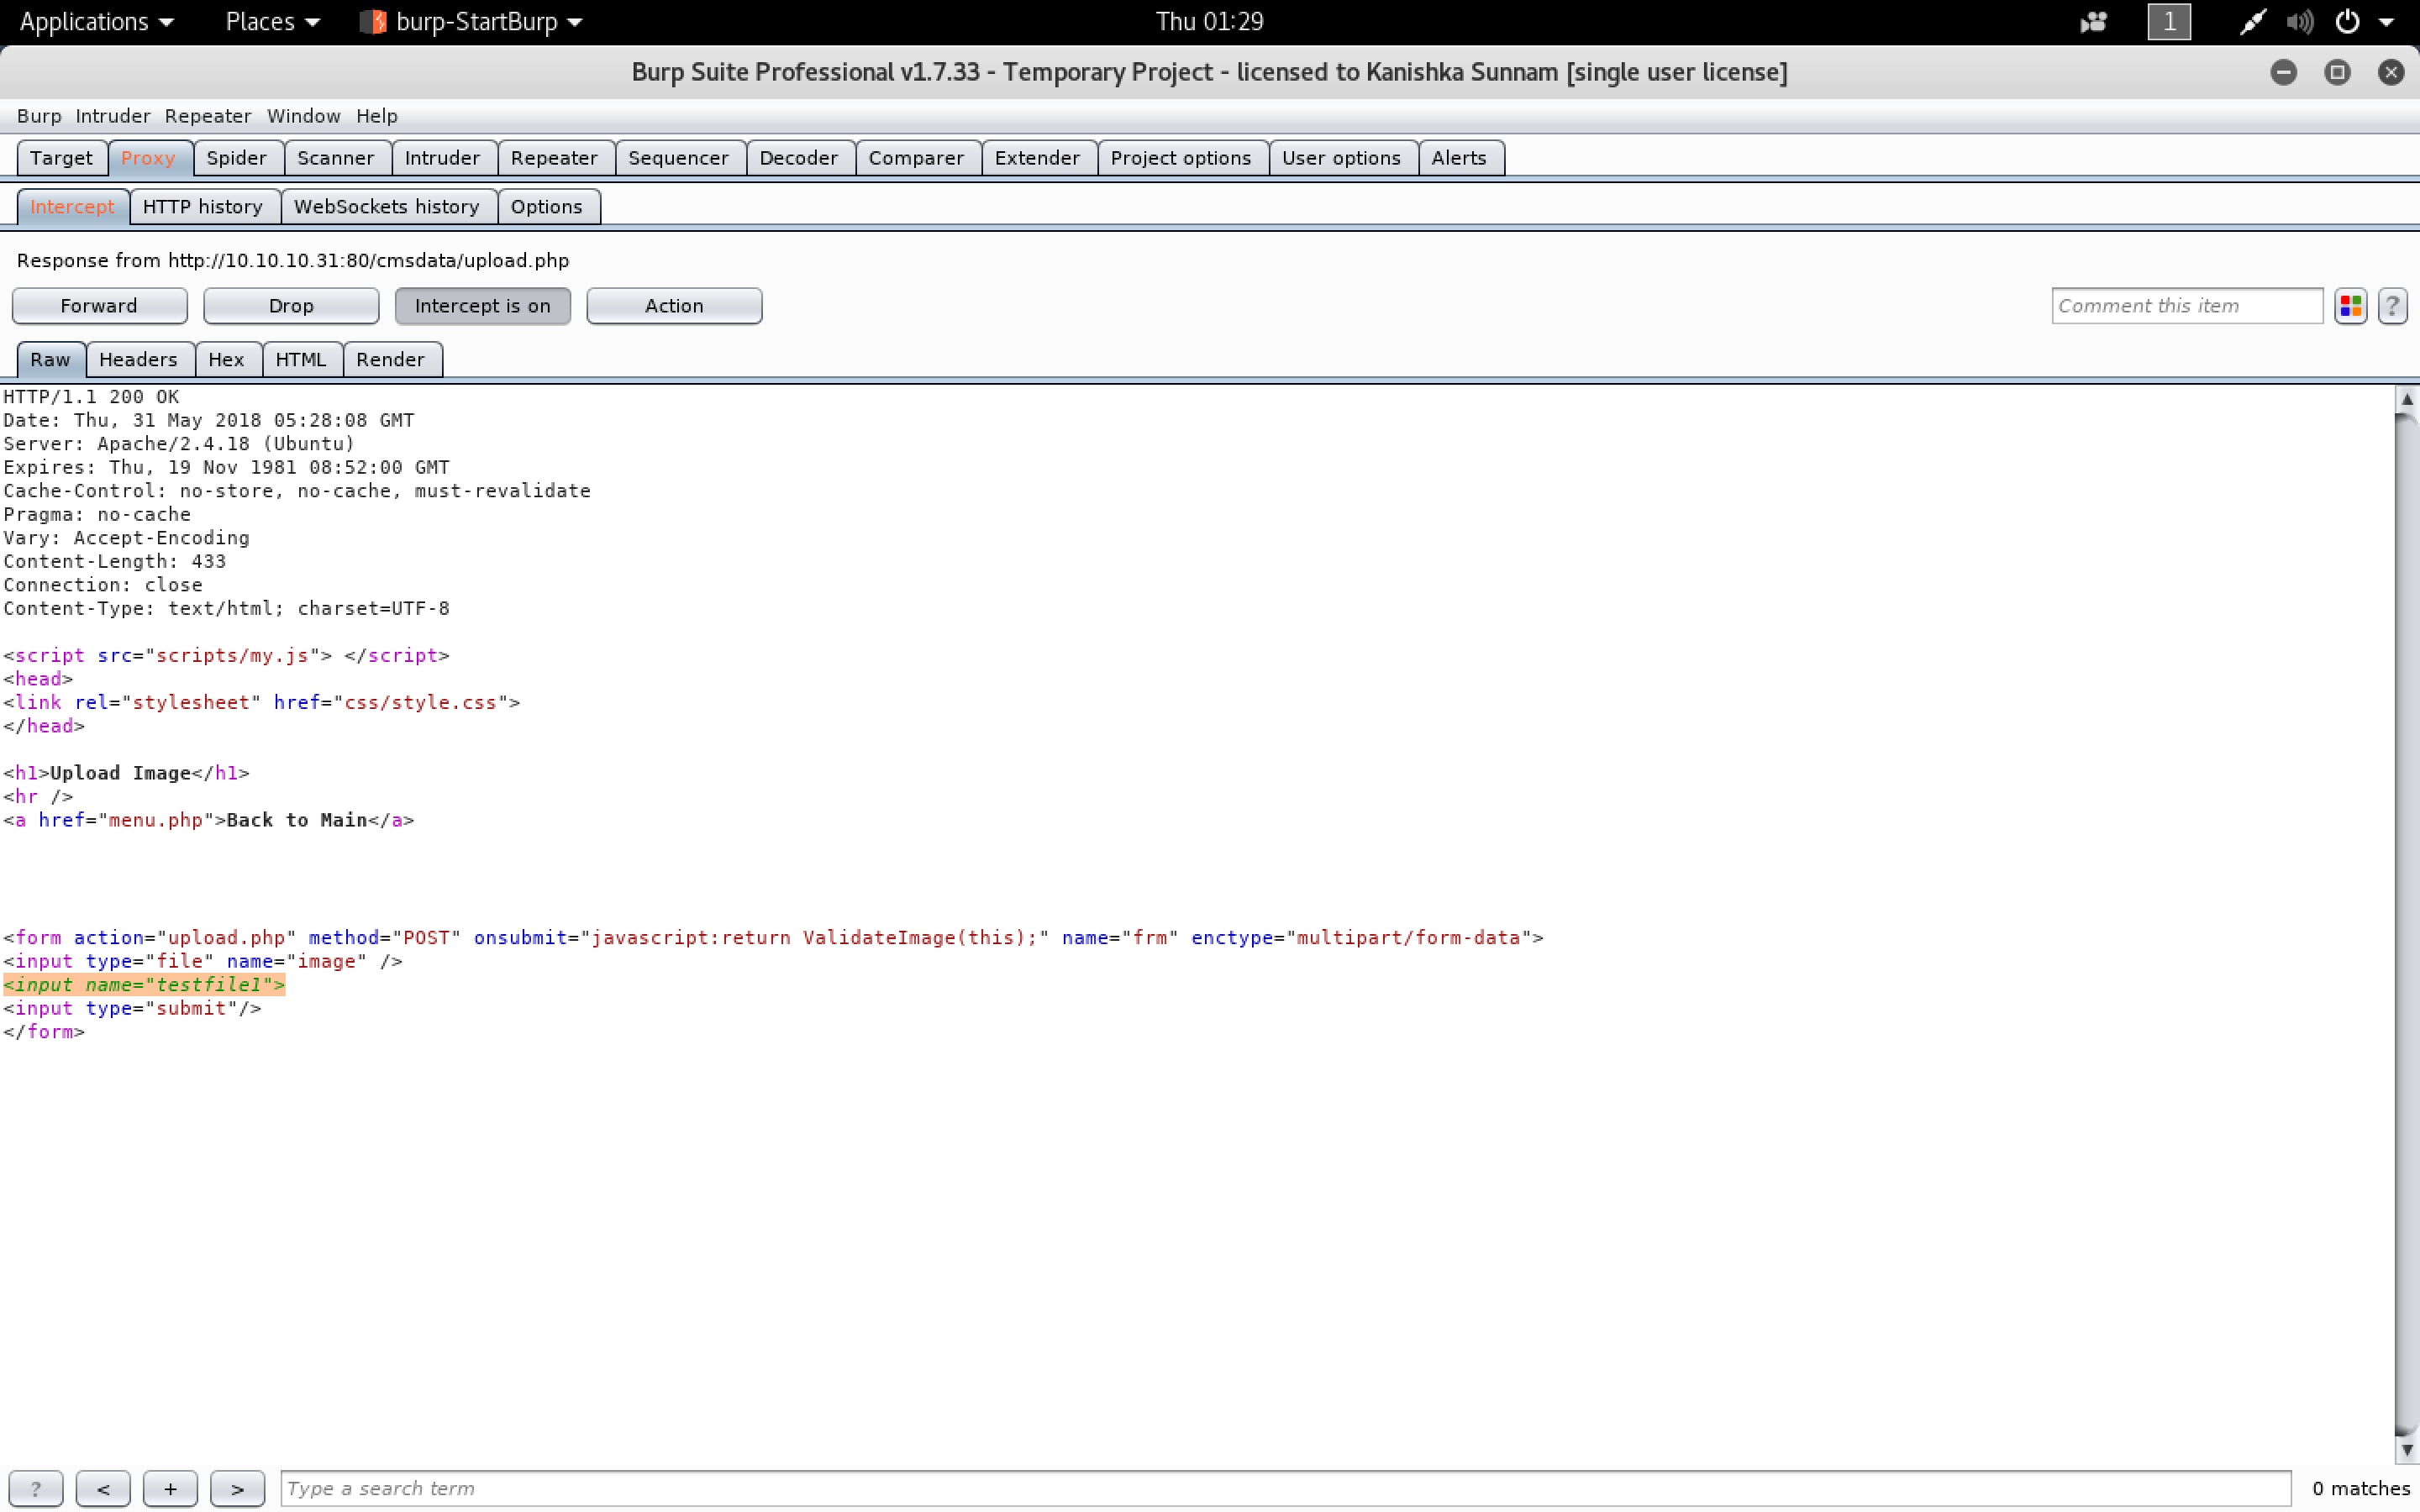 Applications Places burp-StartBurp Thu 01:29 1
Burp Suite Professional v1.7.33 - Temporary Project - licensed to Kanishka Sunnam [single user license]
Burp Intruder Repeater Window Help
Target Proxy Spider Scanner Intruder Repeater Sequencer Decoder Comparer Extender Project options User options Alerts
Intercept HTTP history WebSockets history Options
Response from http://10.10.10.31:80/cmsdata/upload.php
Forward Drop Intercept is on Action Comment this item ?
Raw Headers Hex HTML Render
HTTP/1.1 200 OK
Date: Thu, 31 May 2018 05:28:08 GMT
Server: Apache/2.4.18 (Ubuntu)
Expires: Thu, 19 Nov 1981 08:52:00 GMT
Cache-Control: no-store, no-cache, must-revalidate
Pragma: no-cache
Vary: Accept-Encoding
Content-Length: 433
Connection: close
Content-Type: text/html; charset=UTF-8
<script src="scripts/my.js"> </script>
<head>
<link rel="stylesheet" href="css/style.css">
</head>
<h1>Upload Image</h1>
<hr />
<a href="menu.php">Back to Main</a>
<form action="upload.php" method="POST" onsubmit="javascript:return ValidateImage(this);" name="frm" enctype="multipart/form-data">
<input type="file" name="image" />
<input name="testfile1">
<input type="submit"/>
</form>
? < + > Type a search term 0 matches